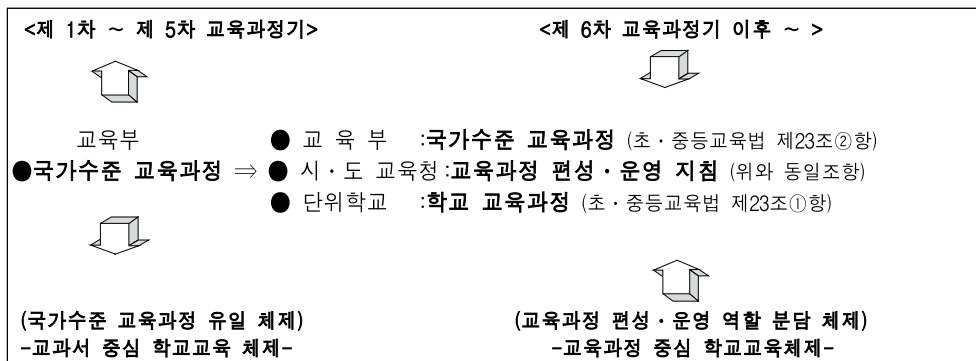 <제 1차 ~ 제 5차 교육과정기> <제 6차 교육과정기 이후 ~ >
교육부 ● 교 육 부 :국가수준 교육과정 (초・중등교육법 제23조②항)
●국가수준 교육과정 ⇒ ● 시・도 교육청:교육과정 편성・운영 지침 (위와 동일조항)
● 단위학교 :학교 교육과정 (초・중등교육법 제23조①항)
(국가수준 교육과정 유일 체제) (교육과정 편성・운영 역할 분담 체제)
-교과서 중심 학교교육 체제- -교육과정 중심 학교교육체제-